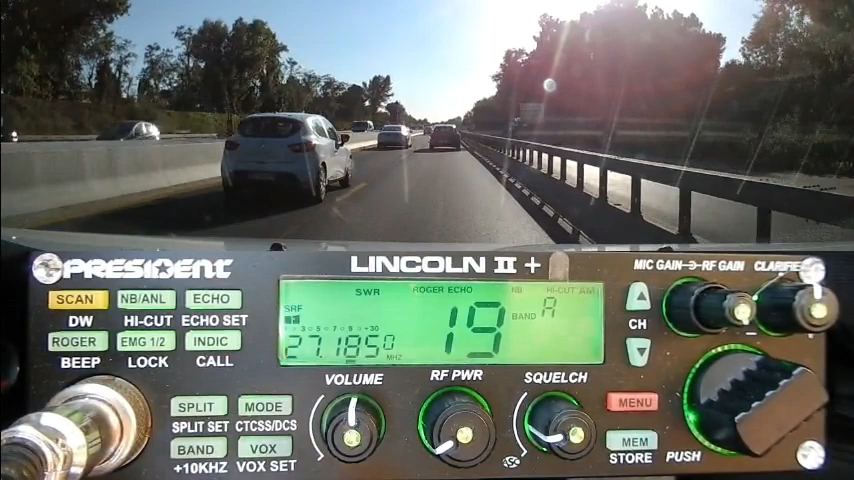 PRESIDENT LINCOLN II + MIC GAIN RF GAIN CLARIFIER
SCAN NB/ANL ECHO
DW HI-CUT ECHO SET
ROGER EMG 1/2 INDIC
BEEP LOCK CALL
SWR ROGER ECHO NB HI-CUT AM
SRF
BAND A
19
27.1850 MHZ
CH
VOLUME RF PWR SQUELCH
SPLIT MODE
SPLIT SET CTCSS/DCS
BAND VOX
+10KHZ VOX SET
ASC
MENU
MEM
STORE PUSH